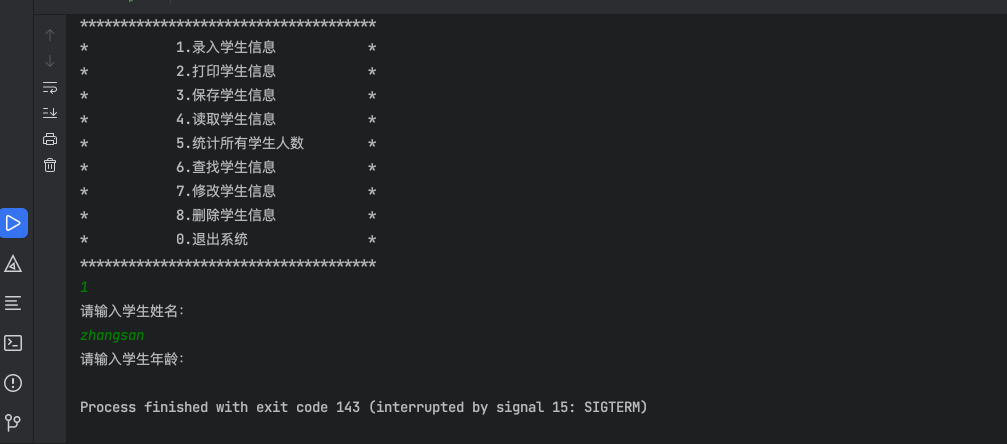 *************************************
* 1.录入学生信息 *
* 2.打印学生信息 *
* 3.保存学生信息 *
* 4.读取学生信息 *
* 5.统计所有学生人数 *
* 6.查找学生信息 *
* 7.修改学生信息 *
* 8.删除学生信息 *
* 0.退出系统 *
*************************************
1
请输入学生姓名:
zhangsan
请输入学生年龄:
Process finished with exit code 143 (interrupted by signal 15: SIGTERM)